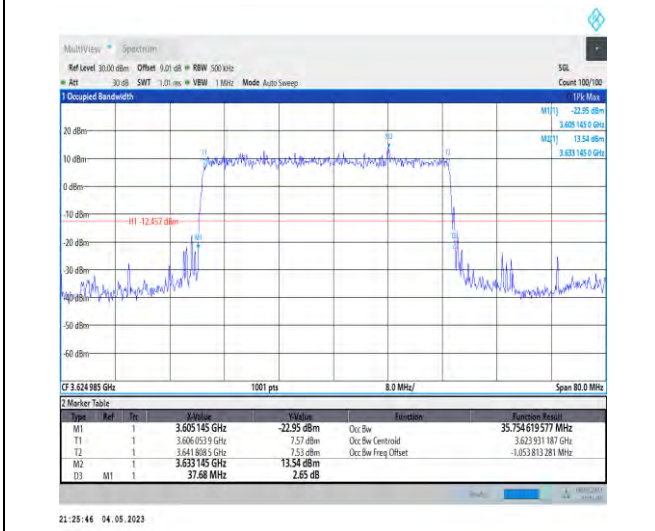 MultiView Spectrum
Ref Level 30.00 dBm Offset 9.01 dB RBW 500 kHz SGL
Att 30 dB SWT 1.01 ms VBW 1 MHz Mode Auto Sweep Count 100/100
1 Occupied Bandwidth 1Pk Max
M1[1] -22.95 dBm
3.605 145 0 GHz
M2[1] 13.54 dBm
3.633 145 0 GHz
20 dBm
M2
T1 T2
10 dBm
0 dBm
-10 dBm
H1 -12.457 dBm
M1 D3
-20 dBm
-30 dBm
-40 dBm
-50 dBm
-60 dBm
CF 3.624 985 GHz 1001 pts 8.0 MHz/ Span 80.0 MHz
2 Marker Table
Type Ref Trc X-Value Y-Value Function Function Result
M1 1 3.605145 GHz -22.95 dBm Occ Bw 35.754 619 577 MHz
T1 1 3.606 053 9 GHz 7.57 dBm Occ Bw Centroid 3.623 931 187 GHz
T2 1 3.641 808 5 GHz 7.53 dBm Occ Bw Freq Offset -1.053 813 281 MHz
M2 1 3.633145 GHz 13.54 dBm
D3 M1 1 37.68 MHz 2.65 dB
21:25:46 04.05.2023